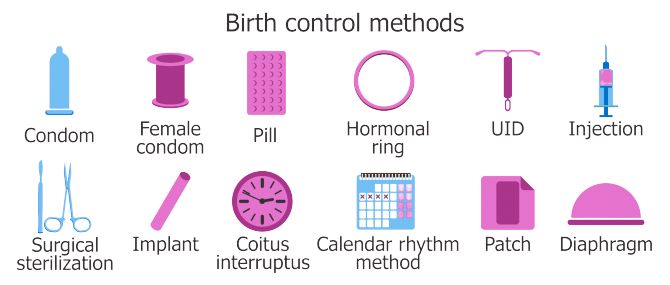 Birth control methods
Condom
Female
condom
Pill
Hormonal
ring
UID
Injection
Surgical
sterilization
Implant
Coitus
interruptus
Calendar rhythm
method
Patch
Diaphragm